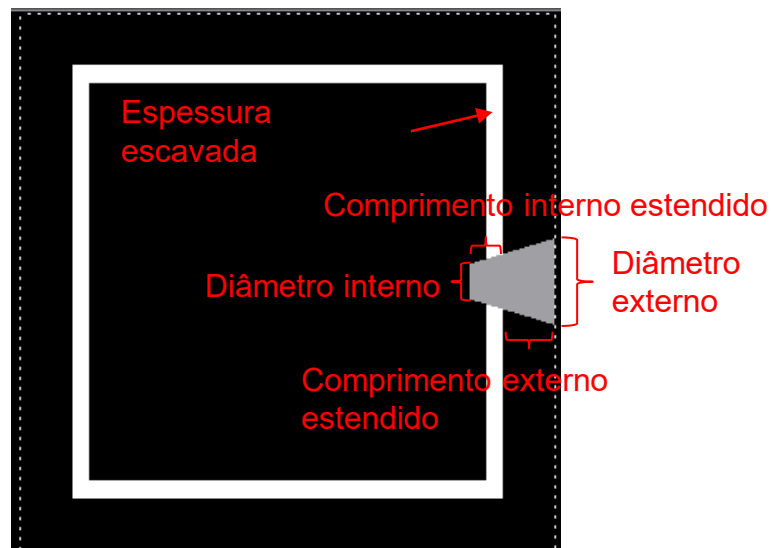 Espessura
escavada
Comprimento interno estendido
Diâmetro interno
Diâmetro
externo
Comprimento externo
estendido